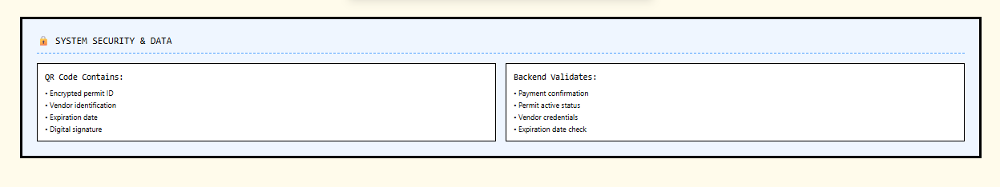 🔒 SYSTEM SECURITY & DATA
QR Code Contains:
• Encrypted permit ID
• Vendor identification
• Expiration date
• Digital signature
Backend Validates:
• Payment confirmation
• Permit active status
• Vendor credentials
• Expiration date check